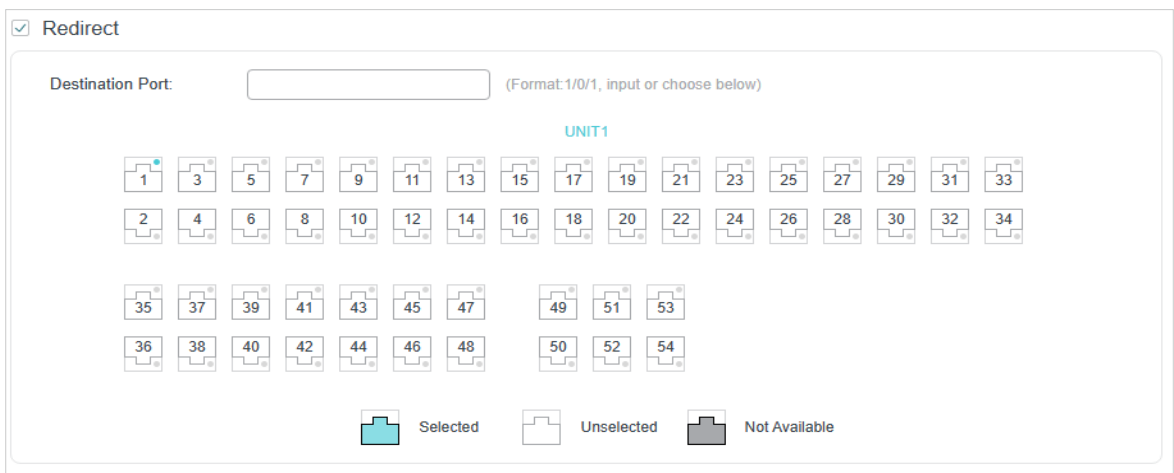 Redirect
Destination Port: (Format:1/0/1, input or choose below)
UNIT1
1 3 5 7 9 11 13 15 17 19 21 23 25 27 29 31 33
2 4 6 8 10 12 14 16 18 20 22 24 26 28 30 32 34
35 37 39 41 43 45 47 49 51 53
36 38 40 42 44 46 48 50 52 54
Selected Unselected Not Available